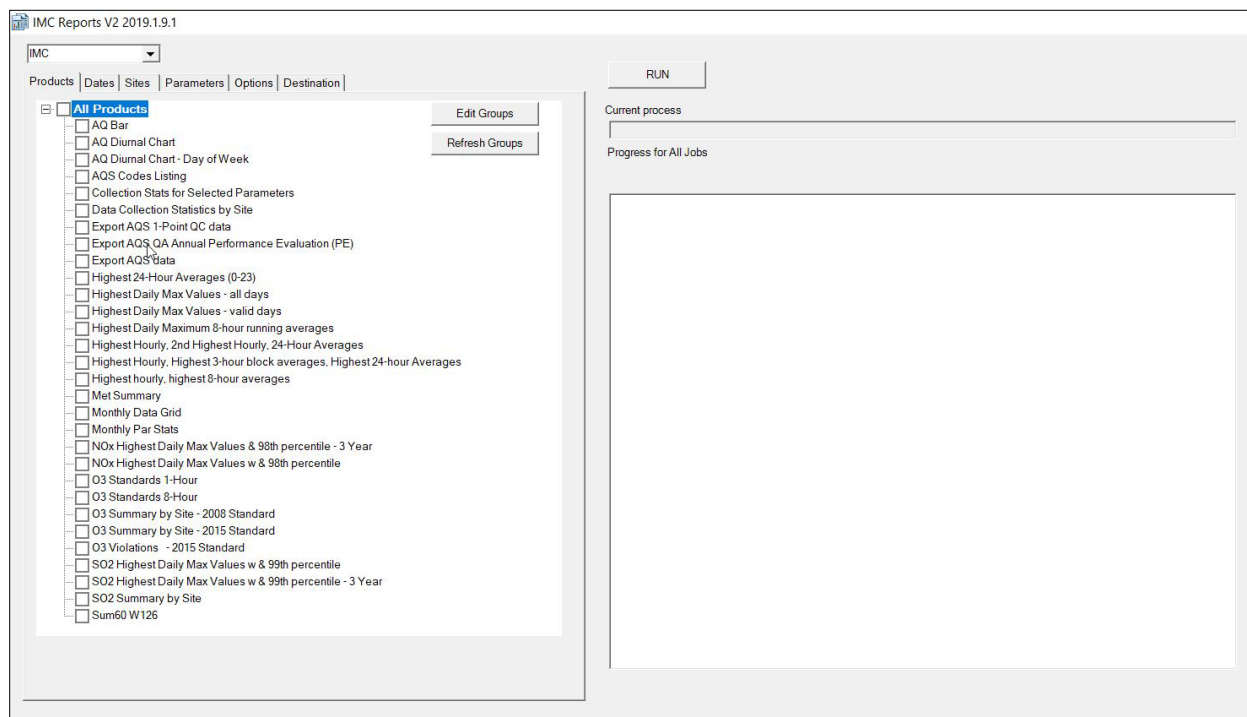 IMC Reports V2 2019.1.9.1
IMC
Products Dates Sites Parameters Options Destination
All Products
Edit Groups
Refresh Groups
AQ Bar
AQ Diurnal Chart
AQ Diurnal Chart - Day of Week
AQS Codes Listing
Collection Stats for Selected Parameters
Data Collection Statistics by Site
Export AQS 1-Point QC data
Export AQS QA Annual Performance Evaluation (PE)
Export AQS data
Highest 24-Hour Averages (0-23)
Highest Daily Max Values - all days
Highest Daily Max Values - valid days
Highest Daily Maximum 8-hour running averages
Highest Hourly, 2nd Highest Hourly, 24-Hour Averages
Highest Hourly, Highest 3-hour block averages, Highest 24-hour Averages
Highest hourly, highest 8-hour averages
Met Summary
Monthly Data Grid
Monthly Par Stats
NOx Highest Daily Max Values & 98th percentile - 3 Year
NOx Highest Daily Max Values w & 98th percentile
O3 Standards 1-Hour
O3 Standards 8-Hour
O3 Summary by Site - 2008 Standard
O3 Summary by Site - 2015 Standard
O3 Violations - 2015 Standard
SO2 Highest Daily Max Values w & 99th percentile
SO2 Highest Daily Max Values w & 99th percentile - 3 Year
SO2 Summary by Site
Sum60 W126
RUN
Current process
Progress for All Jobs